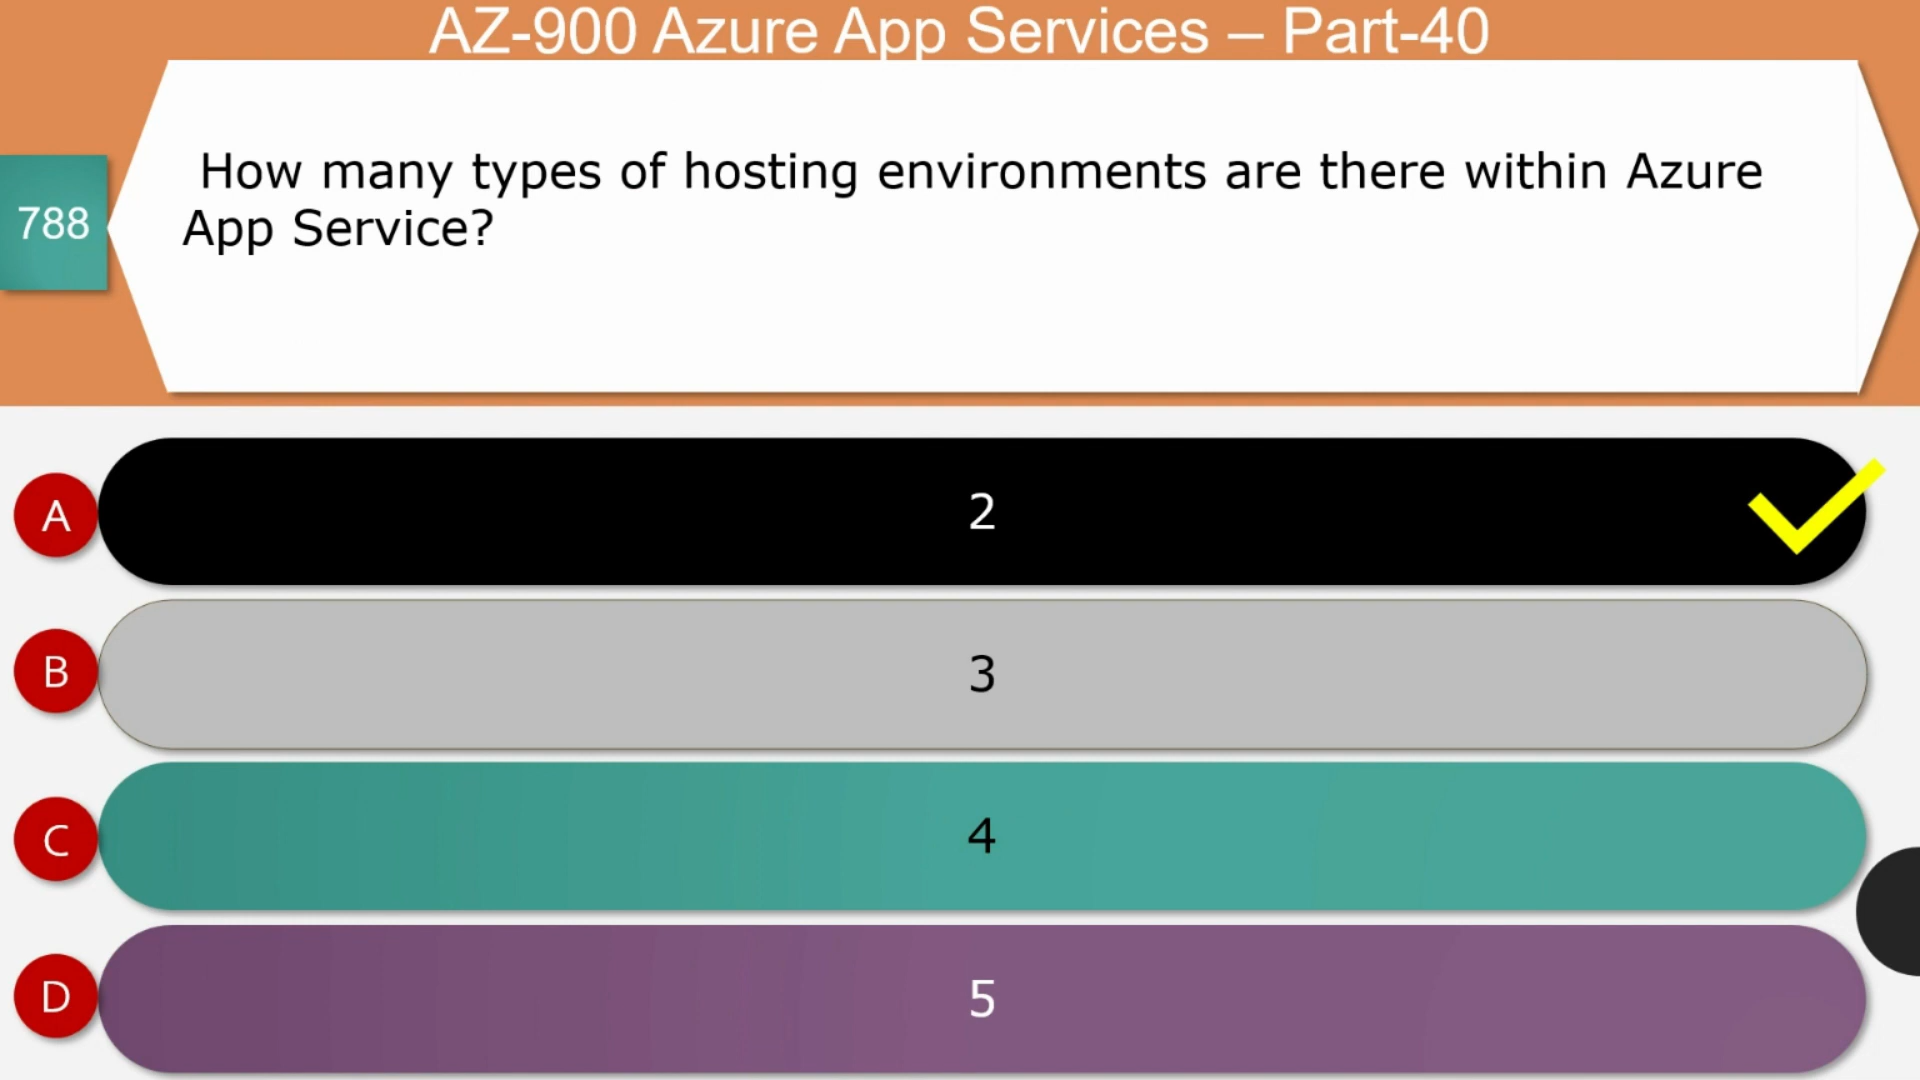 AZ-900 Azure App Services – Part-40
788
How many types of hosting environments are there within Azure
App Service?
A
2
B
3
C
4
D
5